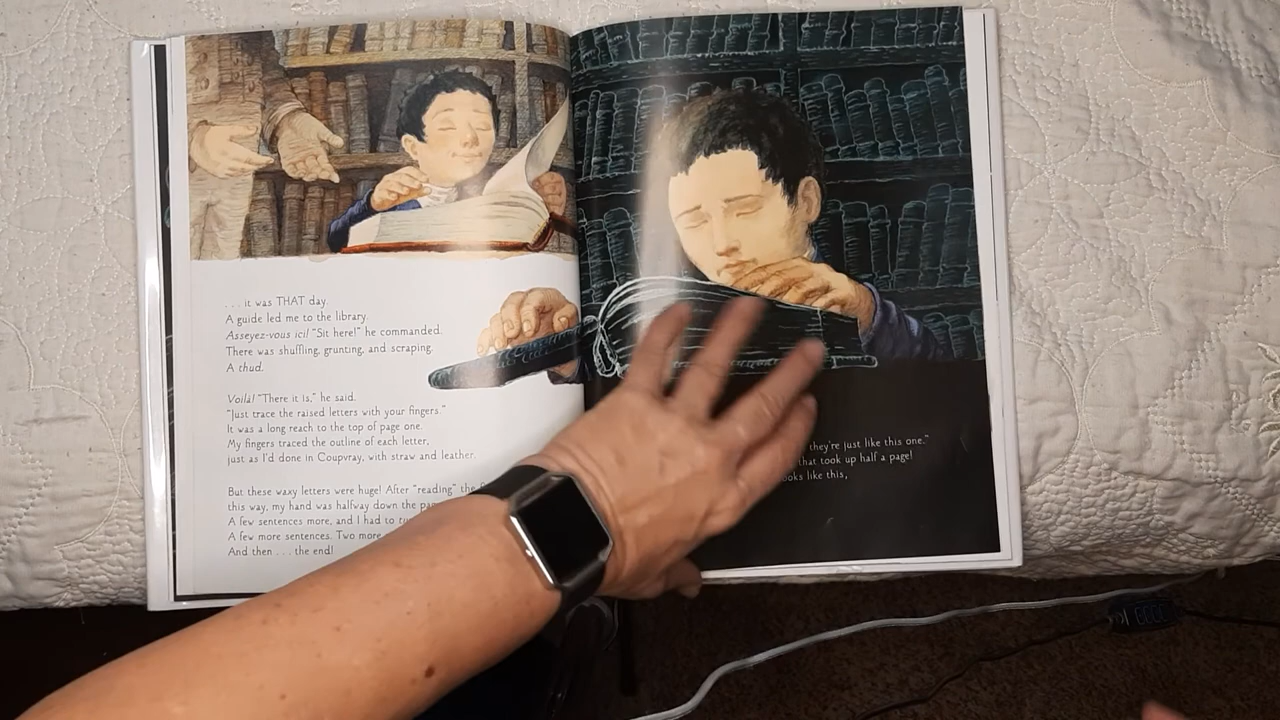 . . . it was THAT day.
A guide led me to the library.
Asseyez-vous ici! “Sit here!” he commanded.
There was shuffling, grunting, and scraping.
A thud.
Voilà! “There it is,” he said.
“Just trace the raised letters with your fingers.”
It was a long reach to the top of page one.
My fingers traced the outline of each letter,
just as I'd done in Coupvray, with straw and leather.
But these waxy letters were huge! After “reading” the
this way, my hand was halfway down the
A few sentences more, and I had to
A few more sentences. Two more
And then . . . the end!
they're just like this one.”
that took up half a page!
like this,